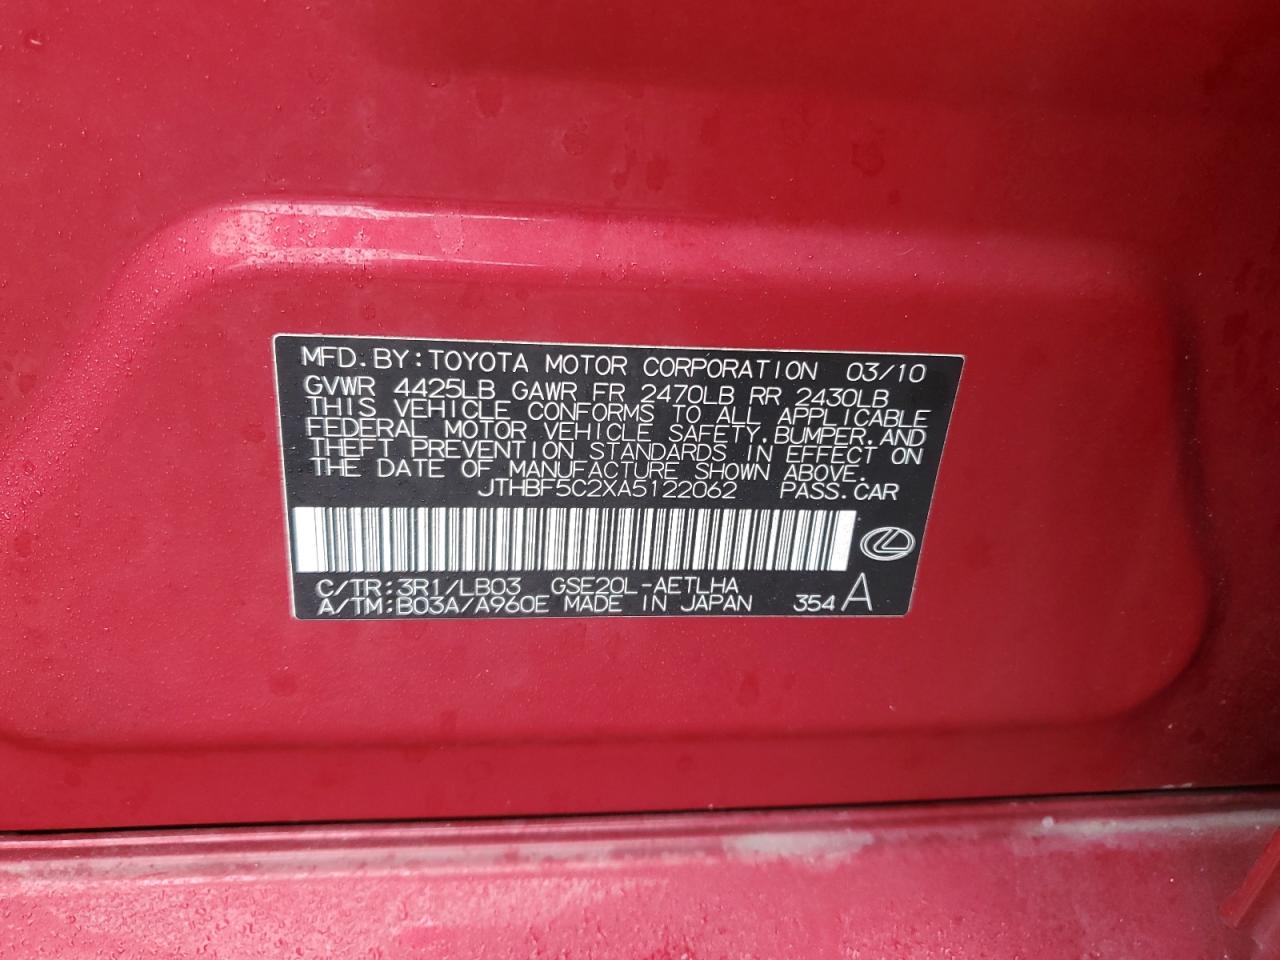 MFD. BY: TOYOTA MOTOR CORPORATION 03/10
GVWR 4425LB GAWR FR 2470LB RR 2430LB
THIS VEHICLE CONFORMS TO ALL APPLICABLE
FEDERAL MOTOR VEHICLE SAFETY, BUMPER, AND
THEFT PREVENTION STANDARDS IN EFFECT ON
THE DATE OF MANUFACTURE SHOWN ABOVE.
JTHBF5C2XA5122062 PASS. CAR
C/TR: 3R1/LB03 GSE20L-AETLHA
A/TM: B03A/A960E MADE IN JAPAN 354 A